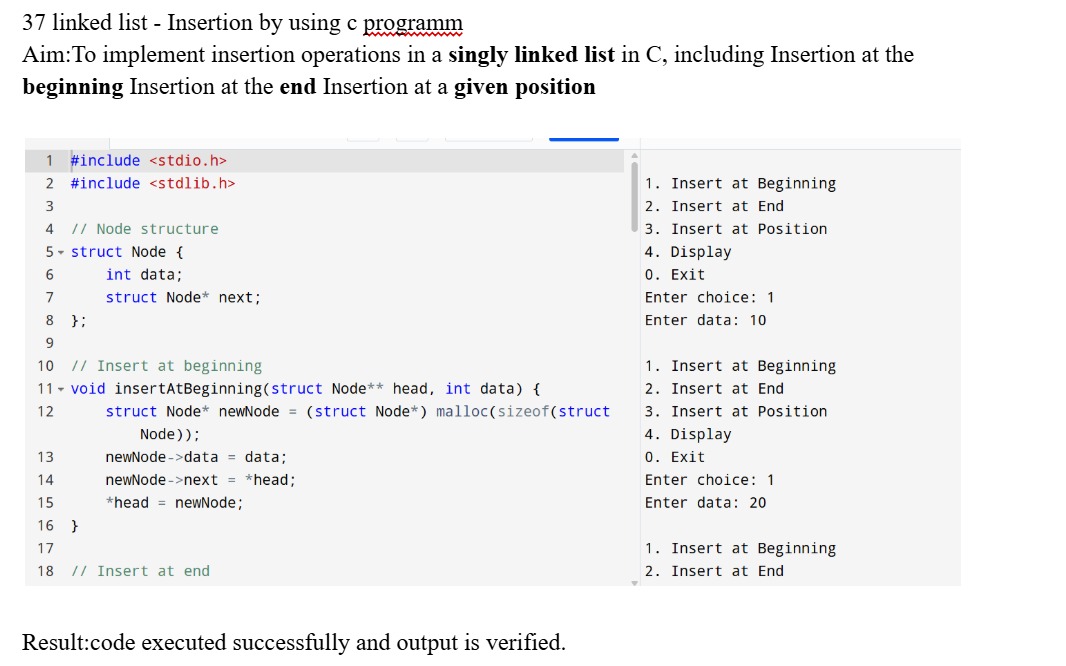 37 linked list - Insertion by using c programm
Aim:To implement insertion operations in a singly linked list in C, including Insertion at the
beginning Insertion at the end Insertion at a given position
1 #include <stdio.h>
2 #include <stdlib.h>
3
4 // Node structure
5 struct Node {
6 int data;
7 struct Node* next;
8 };
9
10 // Insert at beginning
11 void insertAtBeginning(struct Node** head, int data) {
12 struct Node* newNode = (struct Node*) malloc(sizeof(struct
Node));
13 newNode->data = data;
14 newNode->next = *head;
15 *head = newNode;
16 }
17
18 // Insert at end
1. Insert at Beginning
2. Insert at End
3. Insert at Position
4. Display
0. Exit
Enter choice: 1
Enter data: 10
1. Insert at Beginning
2. Insert at End
3. Insert at Position
4. Display
0. Exit
Enter choice: 1
Enter data: 20
1. Insert at Beginning
2. Insert at End
Result:code executed successfully and output is verified.